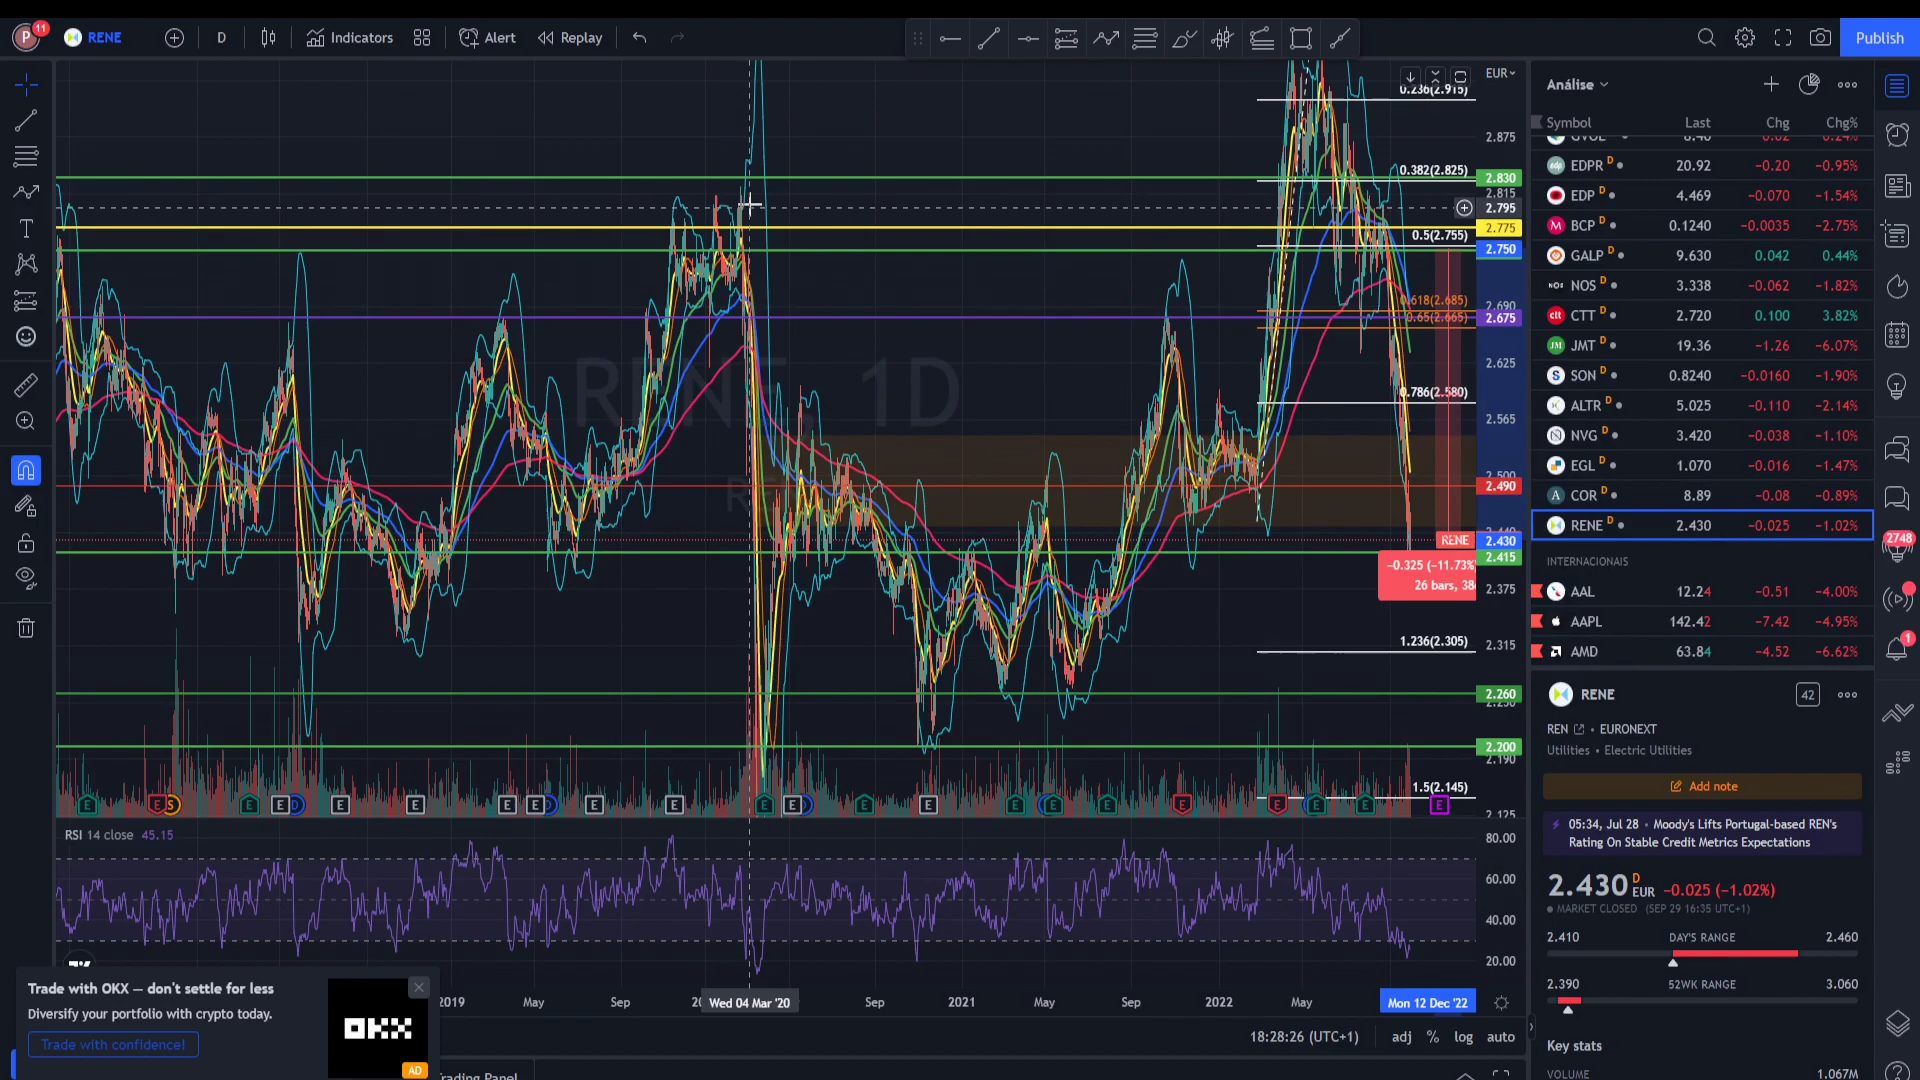 P 11 RENE D Indicators Alert Replay Publish
EUR
0.236(2.915)
2.875
0.382(2.825)
2.830
2.815
2.795
2.775
0.5(2.755)
2.750
0.618(2.685)
2.690
0.65(2.665)
2.675
2.625
0.786(2.580)
2.565
2.500
2.490
2.440
RENE 2.430
2.415
-0.325 (-11.73%
26 bars, 38
2.375
1.236(2.305)
2.315
2.260
2.250
2.200
2.190
1.5(2.145)
2.125
RENE, 1D
E E S E E D E E E E D E E E E D E E E E E E E E E E
RSI 14 close 45.15
80.00
60.00
40.00
20.00
2019 May Sep Wed 04 Mar '20 Sep 2021 May Sep 2022 May Mon 12 Dec '22
18:28:26 (UTC+1) adj % log auto
Trade with OKX — don't settle for less
Diversify your portfolio with crypto today.
Trade with confidence!
OKX
AD
Trading Panel
Análise
Symbol Last Chg Chg%
GVOL 8.40 0.02 0.24%
EDPR D 20.92 -0.20 -0.95%
EDP D 4.469 -0.070 -1.54%
BCP D 0.1240 -0.0035 -2.75%
GALP D 9.630 0.042 0.44%
NOS NOS D 3.338 -0.062 -1.82%
ctt CTT D 2.720 0.100 3.82%
JM JMT D 19.36 -1.26 -6.07%
S SON D 0.8240 -0.0160 -1.90%
ALTR D 5.025 -0.110 -2.14%
NVG D 3.420 -0.038 -1.10%
EGL D 1.070 -0.016 -1.47%
A COR D 8.89 -0.08 -0.89%
RENE D 2.430 -0.025 -1.02%
INTERNACIONAIS
AAL 12.24 -0.51 -4.00%
AAPL 142.42 -7.42 -4.95%
AMD 63.84 -4.52 -6.62%
RENE 42
REN • EURONEXT
Utilities • Electric Utilities
Add note
05:34, Jul 28 • Moody's Lifts Portugal-based REN's
Rating On Stable Credit Metrics Expectations
2.430 D EUR -0.025 (-1.02%)
MARKET CLOSED (SEP 29 16:35 UTC+1)
2.410 DAY'S RANGE 2.460
2.390 52WK RANGE 3.060
Key stats
VOLUME 1.067M
2748
1